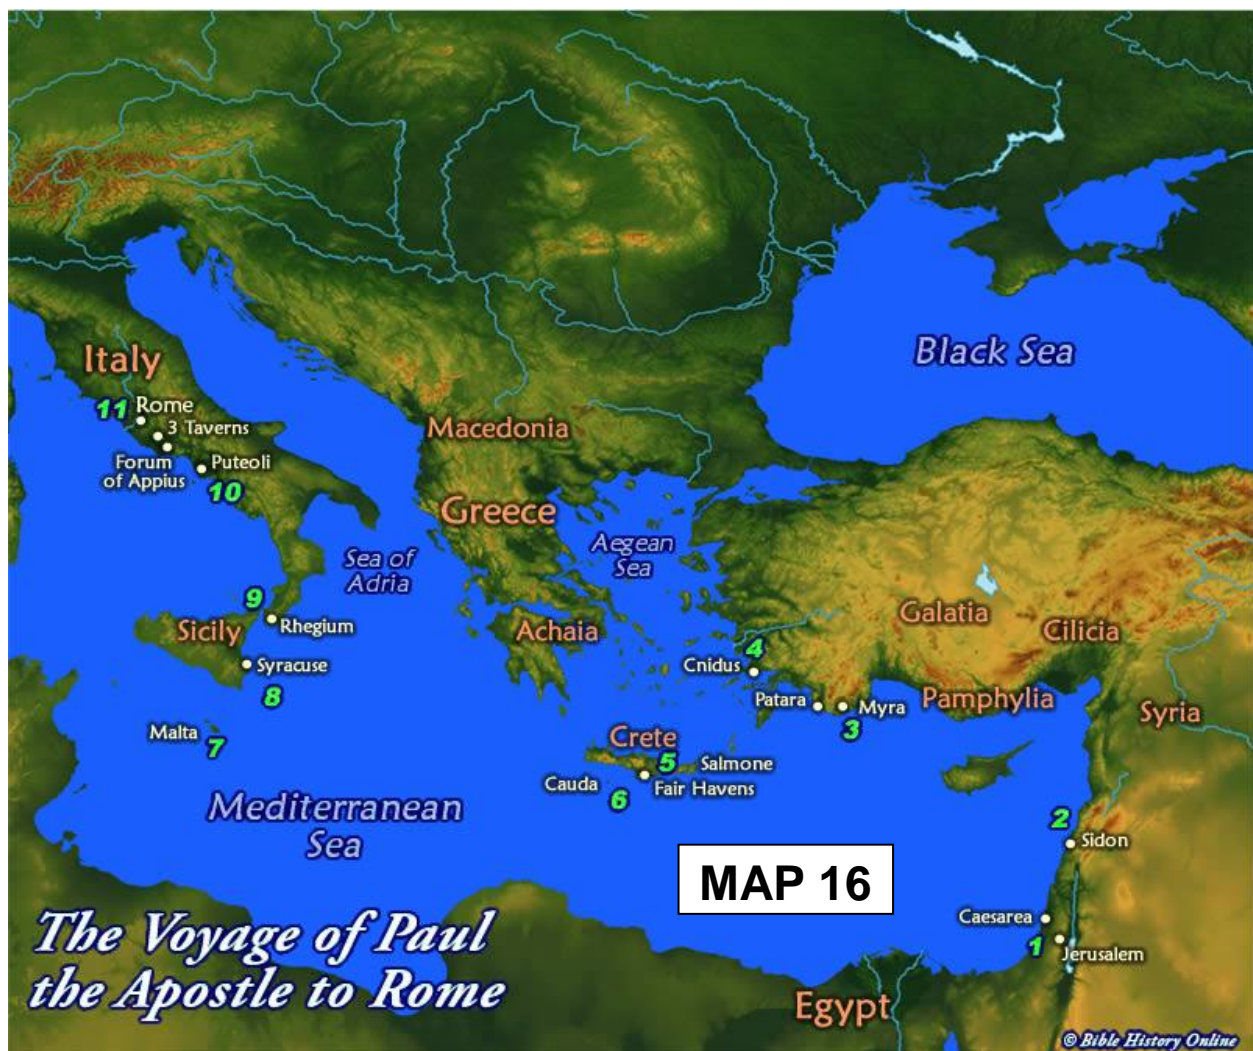 Black Sea
Italy
11 Rome
3 Taverns
Forum
of Appius
Puteoli
10
Macedonia
Greece
Sea of
Adria
Aegean
Sea
9
Rhegium
Sicily
Syracuse
8
Malta
7
Achaia
Galatia
Cilicia
4
Cnidus
Patara
Myra
3
Pamphylia
Syria
Crete
5
Salmone
Fair Havens
Cauda
6
Mediterranean
Sea
2
Sidon
MAP 16
Caesarea
1
Jerusalem
The Voyage of Paul
the Apostle to Rome
Egypt
© Bible History Online